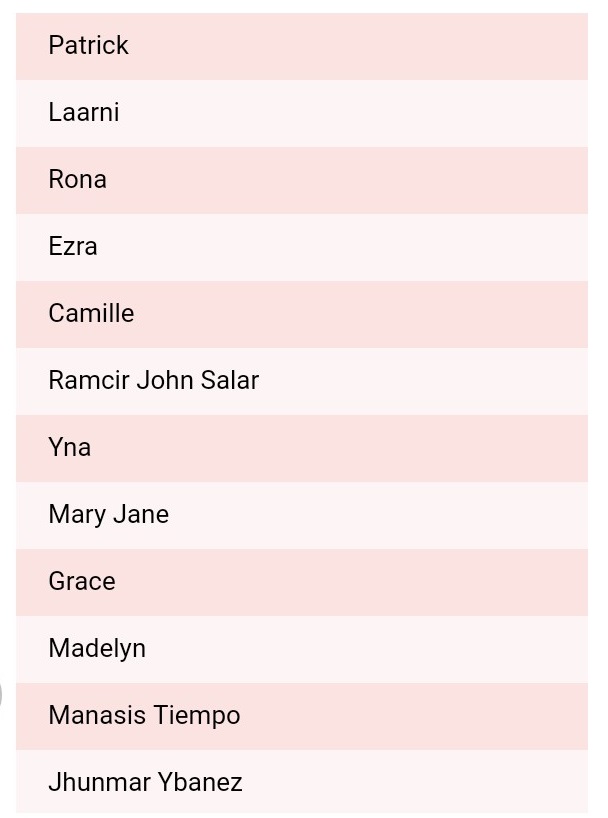 Patrick
Laarni
Rona
Ezra
Camille
Ramcir John Salar
Yna
Mary Jane
Grace
Madelyn
Manasis Tiempo
Jhunmar Ybanez